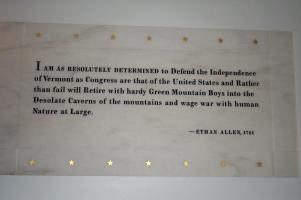 I AM AS RESOLUTELY DETERMINED to Defend the Independence
of Vermont as Congress are that of the United States and Rather
than fail will Retire with hardy Green Mountain Boys into the
Desolate Caverns of the mountains and wage war with human
Nature at Large.
—ETHAN ALLEN, 1781